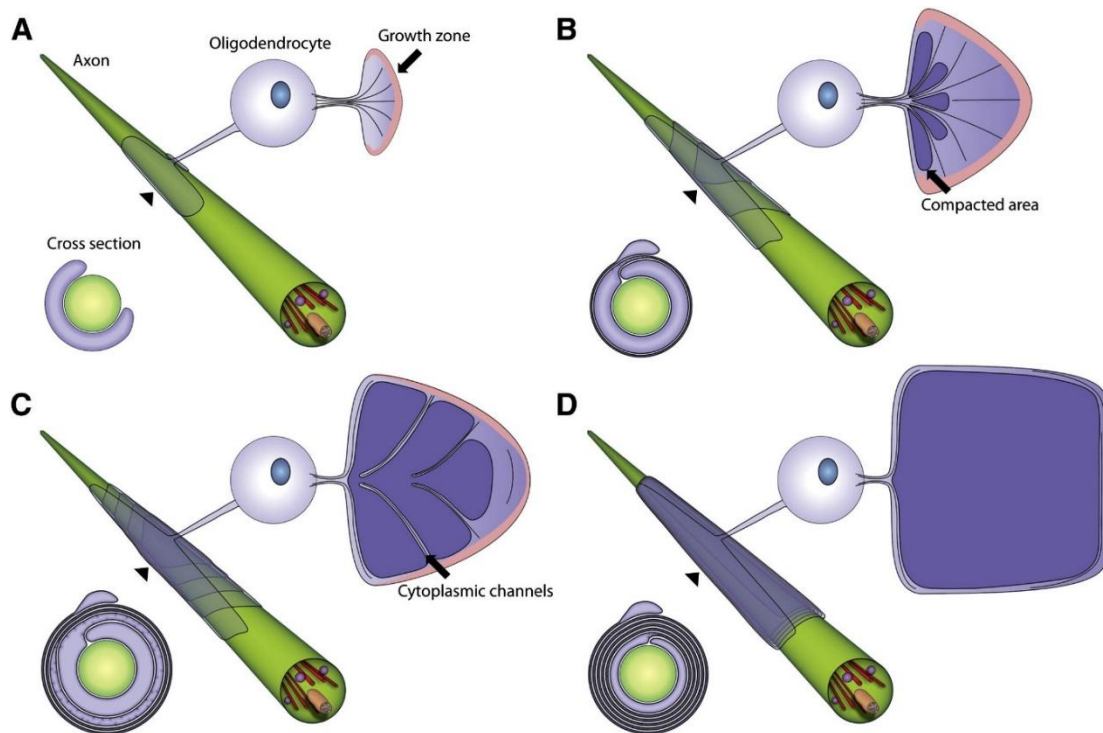 A
Axon
Oligodendrocyte
Growth zone
Cross section
B
Compacted area
C
Cytoplasmic channels
D